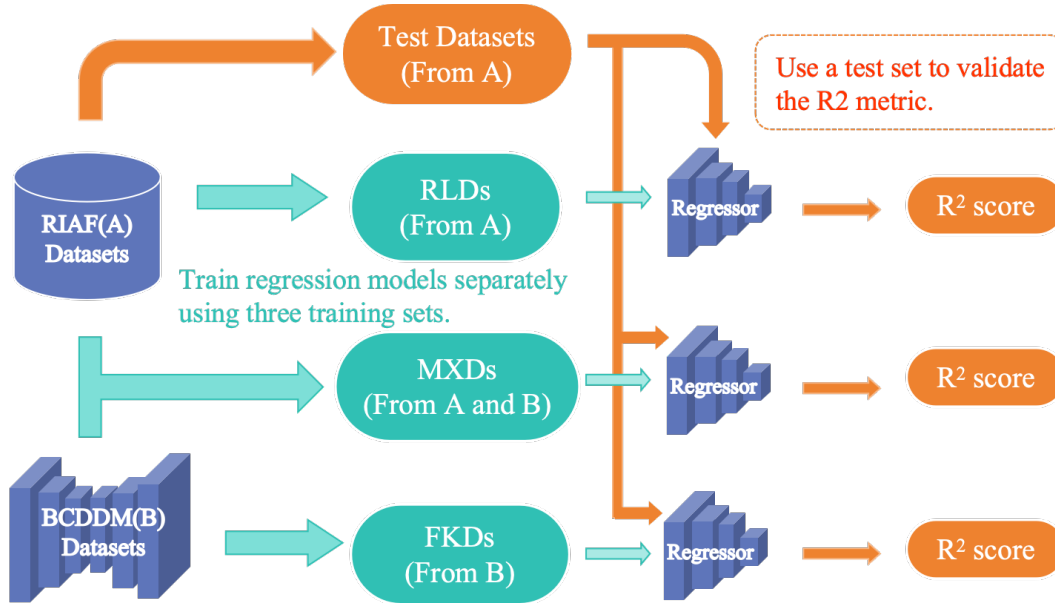 Test Datasets
(From A)
Use a test set to validate
the R2 metric.
RIAF(A)
Datasets
RLDs
(From A)
Regressor
R² score
Train regression models separately
using three training sets.
MXDs
(From A and B)
Regressor
R² score
BCDDM(B)
Datasets
FKDs
(From B)
Regressor
R² score